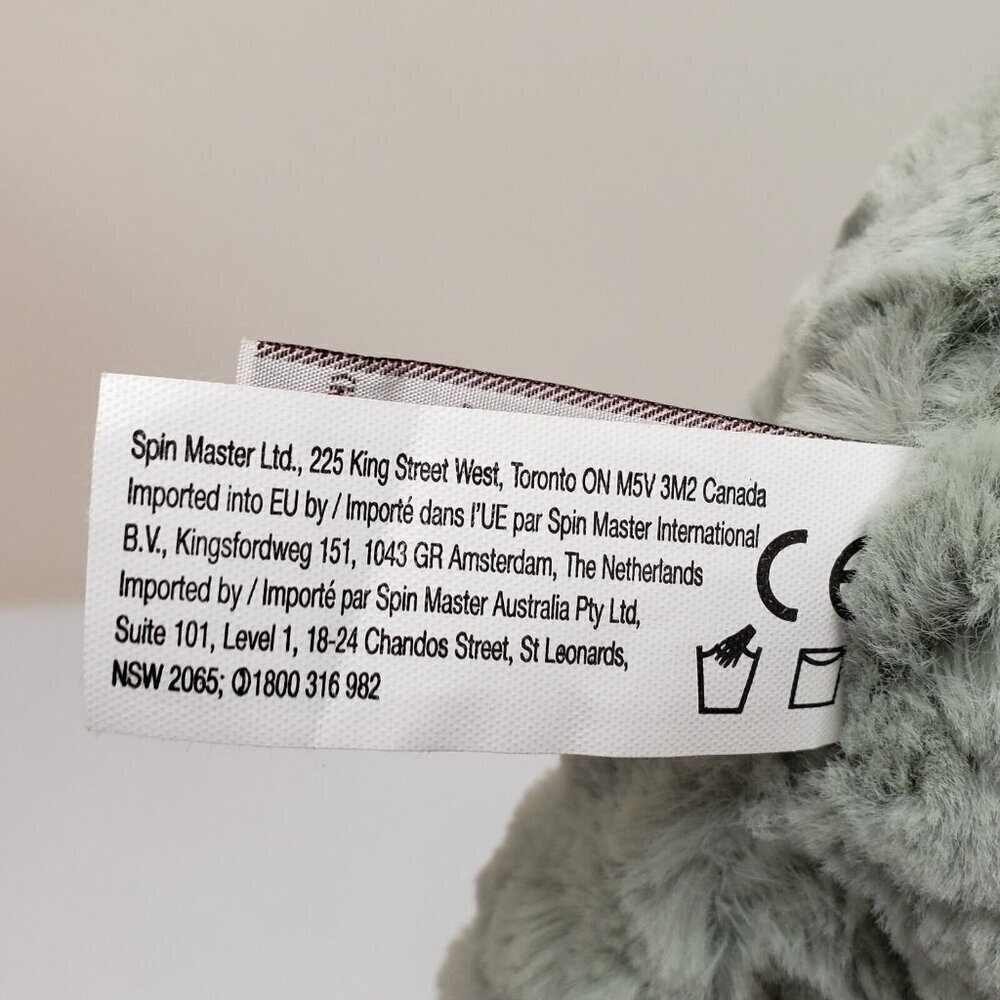 Spin Master Ltd., 225 King Street West, Toronto ON M5V 3M2 Canada
Imported into EU by / Importé dans l'UE par Spin Master International
B.V., Kingsfordweg 151, 1043 GR Amsterdam, The Netherlands
Imported by / Importé par Spin Master Australia Pty Ltd,
Suite 101, Level 1, 18-24 Chandos Street, St Leonards,
NSW 2065; ✆1800 316 982
CE